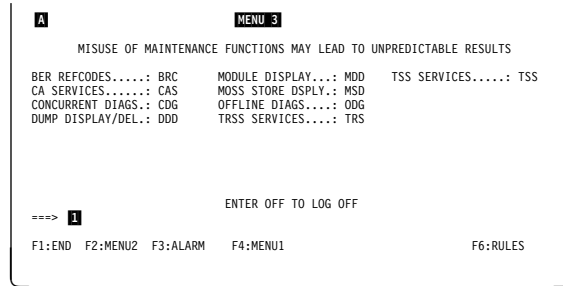 A MENU 3
MISUSE OF MAINTENANCE FUNCTIONS MAY LEAD TO UNPREDICTABLE RESULTS
BER REFCODES.....: BRC MODULE DISPLAY...: MDD TSS SERVICES.....: TSS
CA SERVICES......: CAS MOSS STORE DSPLY.: MSD
CONCURRENT DIAGS.: CDG OFFLINE DIAGS....: ODG
DUMP DISPLAY/DEL.: DDD TRSS SERVICES....: TRS
ENTER OFF TO LOG OFF
===> 1
F1:END F2:MENU2 F3:ALARM F4:MENU1 F6:RULES